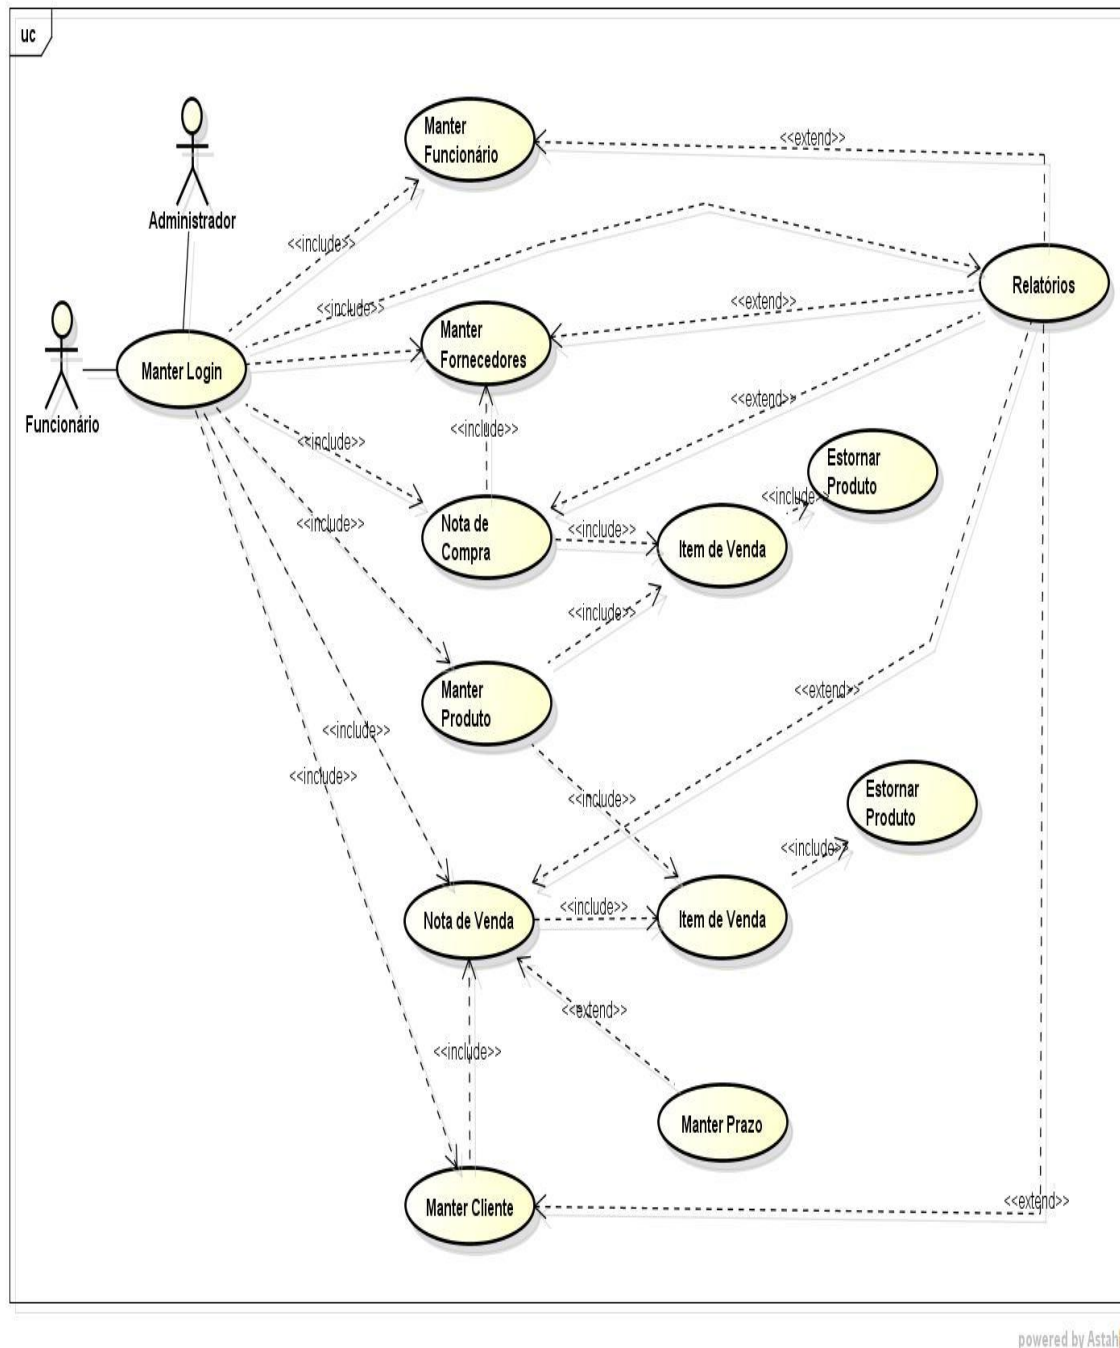 uc
Manter
Funcionário
<<extend>>
Administrador
<<include>>
Relatórios
<<include>>
<<extend>>
Manter
Fornecedores
Manter Login
Funcionário
<<extend>>
<<include>>
<<include>>
Estornar
Produto
<<include>>
Nota de
Compra
<<include>>
Item de Venda
<<include>>
<<include>>
Manter
Produto
<<extend>>
<<include>>
<<include>>
<<include>>
Estornar
Produto
<<include>>
Nota de Venda
<<include>>
Item de Venda
<<extend>>
<<include>>
Manter Prazo
Manter Cliente
<<extend>>
powered by Astah